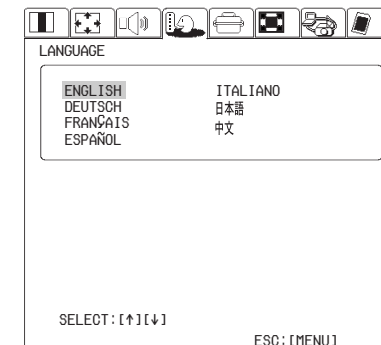 LANGUAGE
ENGLISH
DEUTSCH
FRANÇAIS
ESPAÑOL
ITALIANO
日本語
中文
SELECT:[↑][↓]
ESC:[MENU]